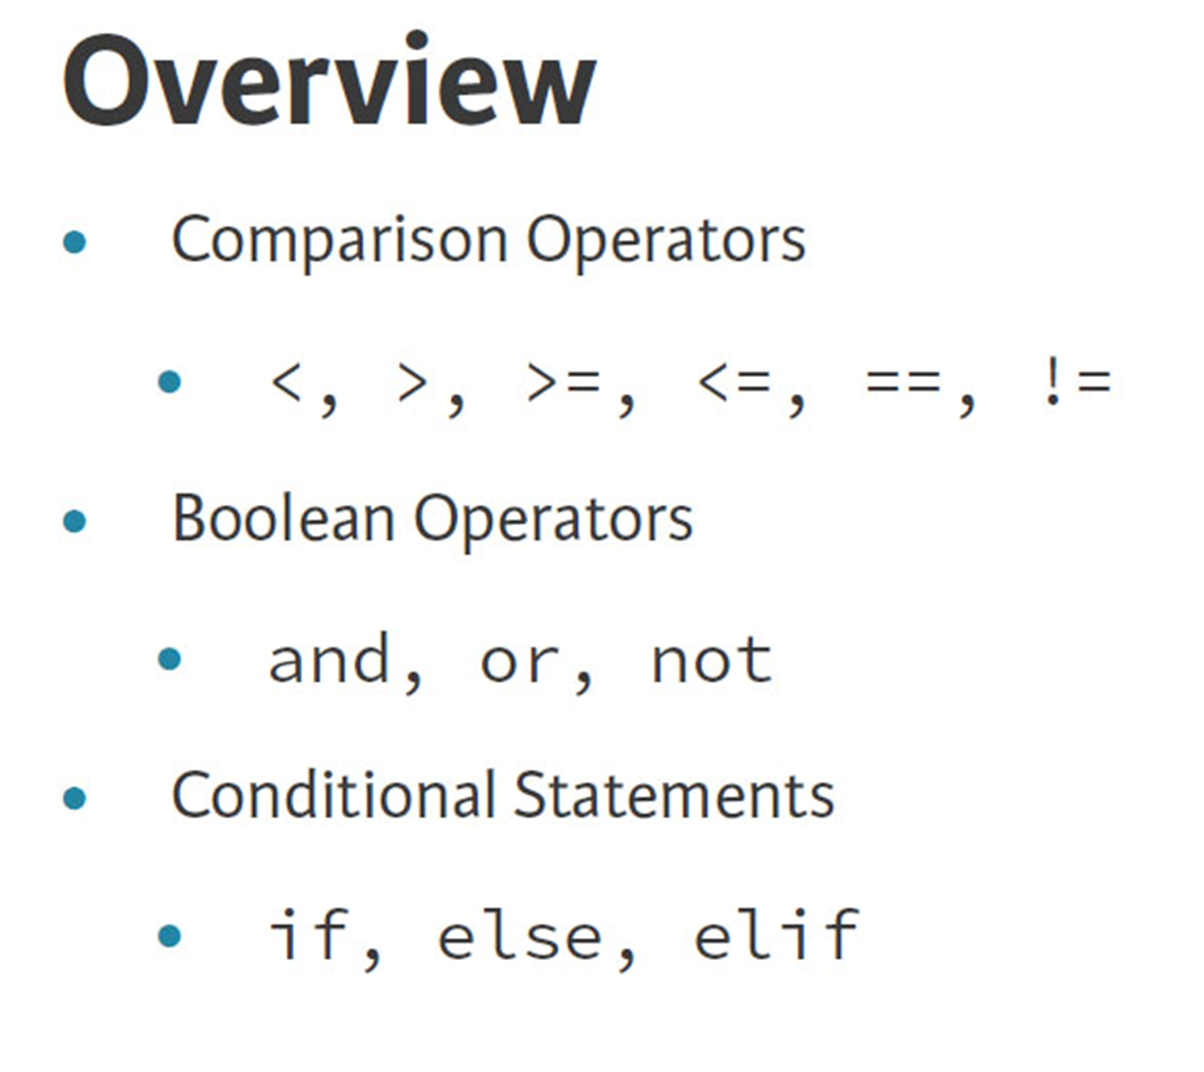 Overview
Comparison Operators
<, >, >=, <=, ==, !=
Boolean Operators
and, or, not
Conditional Statements
if, else, elif